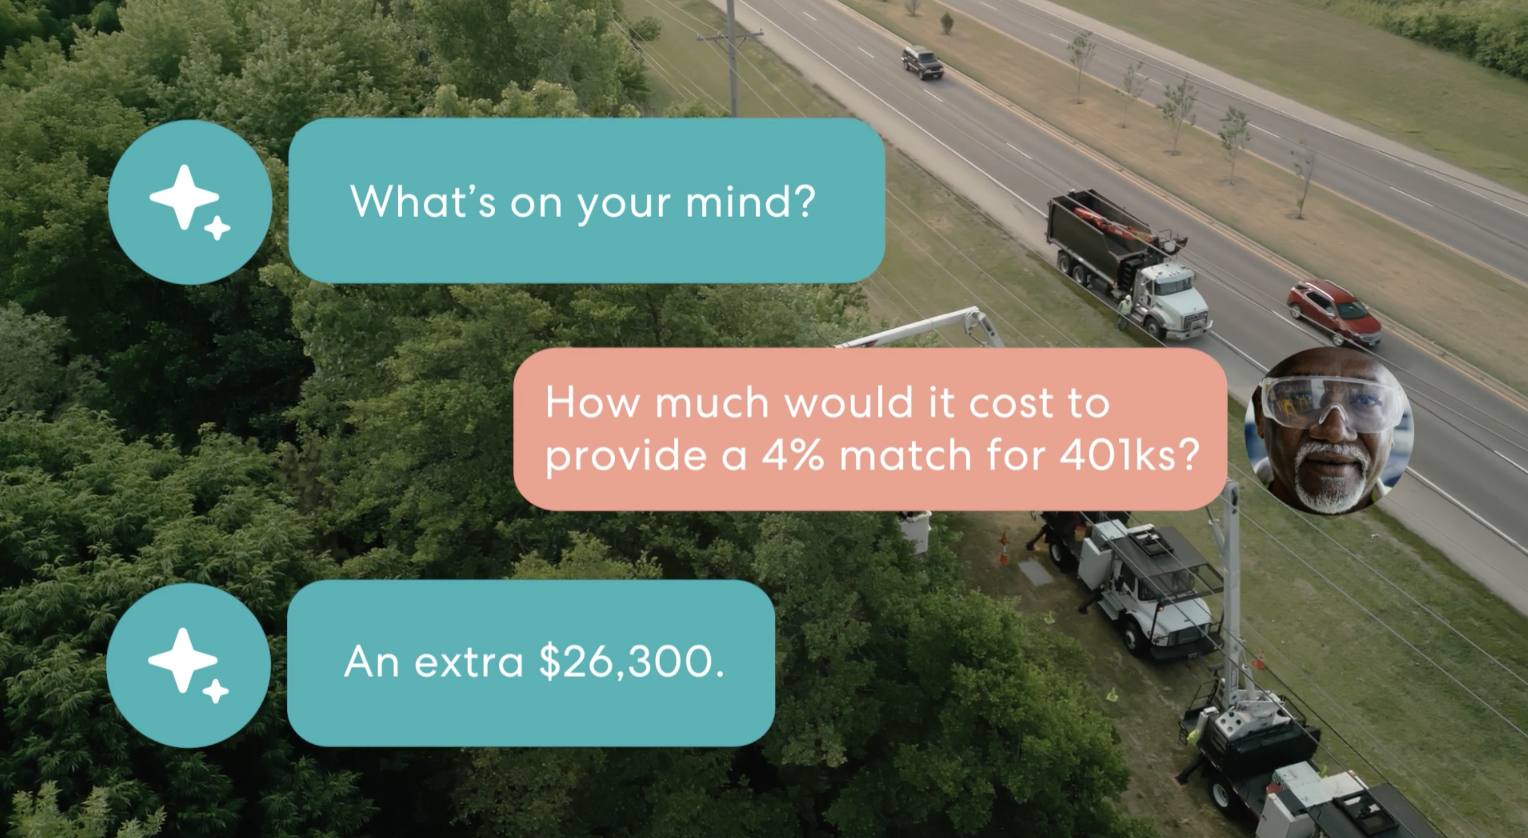 What’s on your mind?
How much would it cost to
provide a 4% match for 401ks?
An extra $26,300.